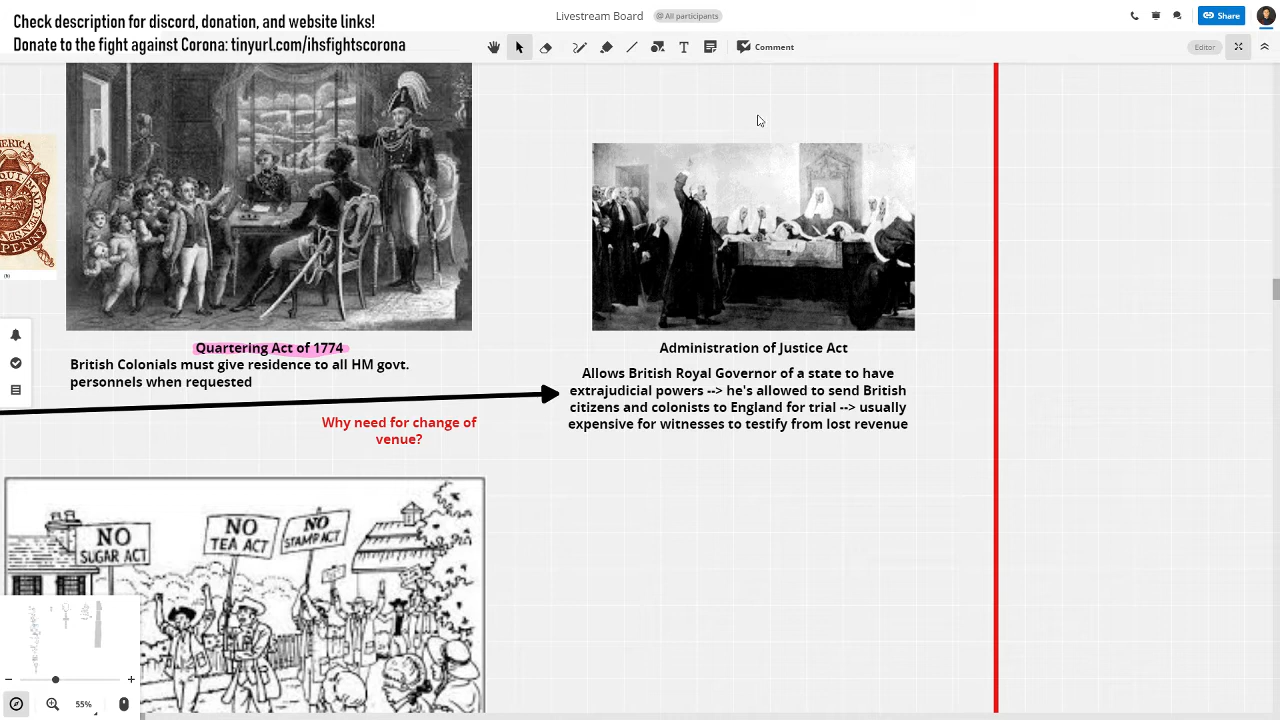 Check description for discord, donation, and website links!
Donate to the fight against Corona: tinyurl.com/ihsfightscorona
Livestream Board
@ All participants
Share
Comment
Editor
PENNY
(b)
Quartering Act of 1774
British Colonials must give residence to all HM govt.
personnels when requested
Administration of Justice Act
Allows British Royal Governor of a state to have
extrajudicial powers --> he's allowed to send British
citizens and colonists to England for trial --> usually
expensive for witnesses to testify from lost revenue
Why need for change of
venue?
NO
SUGAR ACT
NO
TEA ACT
NO
STAMP ACT
55%